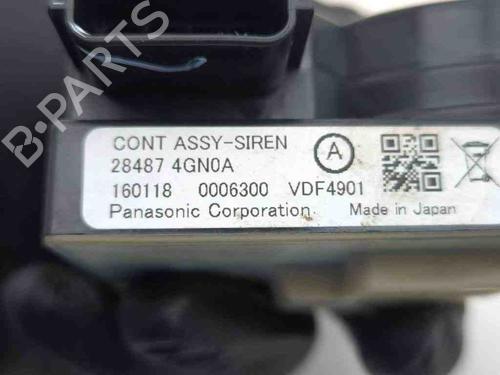 B-PARTS
CONT ASSY-SIREN
A
28487 4GN0A
160118 0006300 VDF4901
Panasonic Corporation Made in Japan